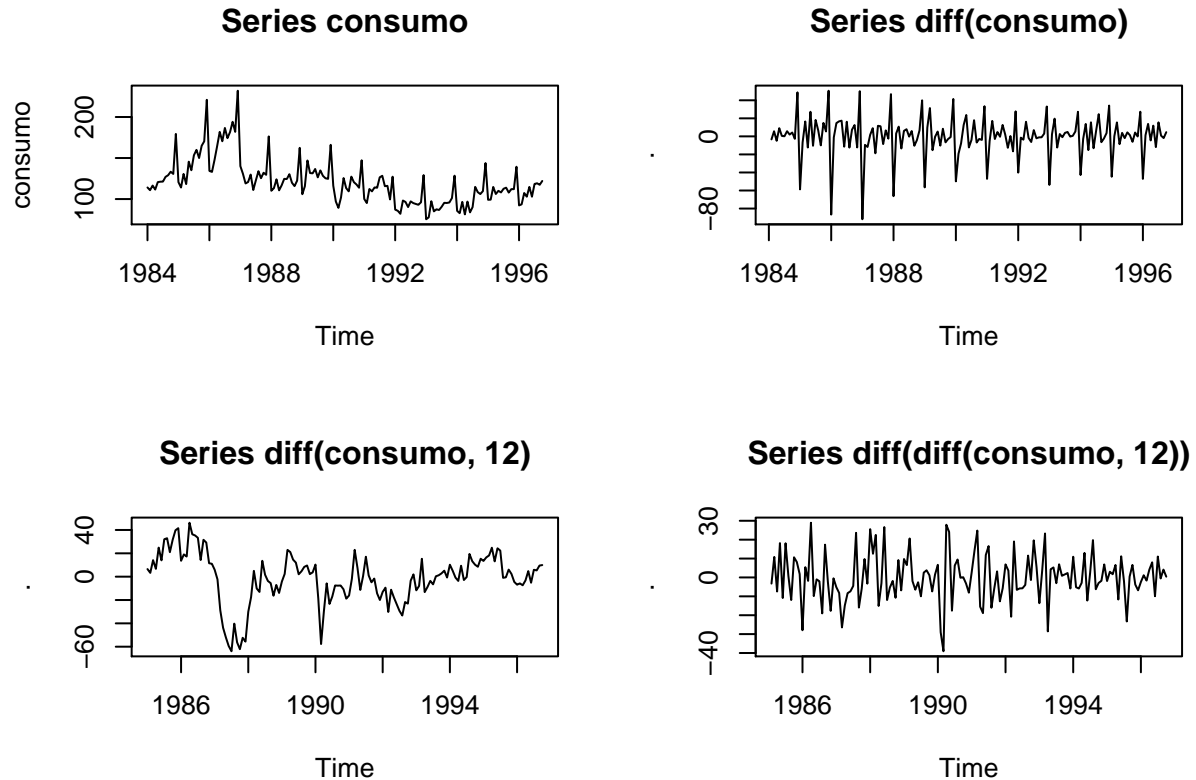 Series consumo
consumo
200
100
1984 1988 1992 1996
Time
Series diff(consumo)
.
0
−80
1984 1988 1992 1996
Time
Series diff(consumo, 12)
.
40
0
−60
1986 1990 1994
Time
Series diff(diff(consumo, 12))
.
30
0
−40
1986 1990 1994
Time